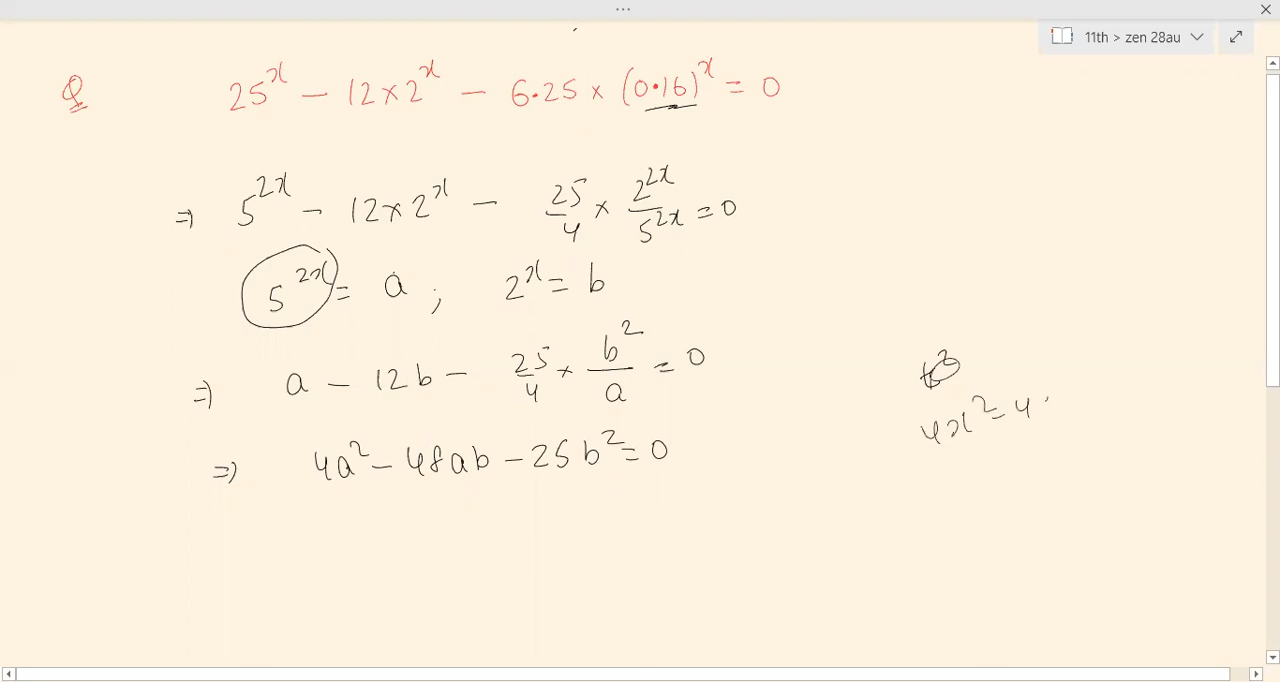 11th > zen 28au
Q 25^x - 12 × 2^x - 6.25 × (0.16)^x = 0
⇒ 5^{2x} - 12 × 2^x - 25/4 × 2^{2x}/5^{2x} = 0
5^{2x} = a ; 2^x = b
⇒ a - 12b - 25/4 × b^2/a = 0
⇒ 4a^2 - 48ab - 25b^2 = 0
4x^2 = 4